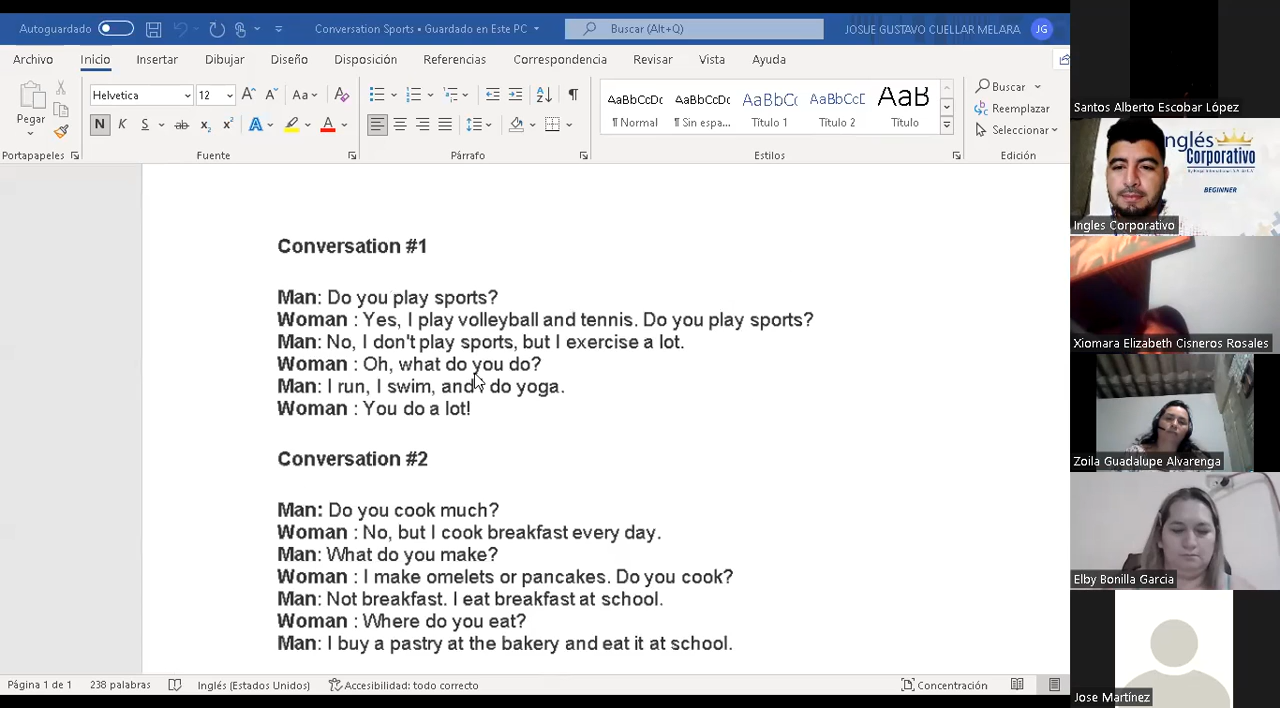 Autoguardado
Conversation Sports • Guardado en Este PC
Buscar (Alt+Q)
JOSUE GUSTAVO CUELLAR MELARA
JG
Archivo Inicio Insertar Dibujar Diseño Disposición Referencias Correspondencia Revisar Vista Ayuda
Pegar
Helvetica 12
N K S ab x₂ x² A A
Aa
AaBbCcDc AaBbCcDc AaBbC AaBbCcD AaB
¶ Normal ¶ Sin espa... Título 1 Título 2 Título
Buscar
Reemplazar
Seleccionar
Portapapeles Fuente Párrafo Estilos Edición
Conversation #1
Man: Do you play sports?
Woman : Yes, I play volleyball and tennis. Do you play sports?
Man: No, I don't play sports, but I exercise a lot.
Woman : Oh, what do you do?
Man: I run, I swim, and I do yoga.
Woman : You do a lot!
Conversation #2
Man: Do you cook much?
Woman : No, but I cook breakfast every day.
Man: What do you make?
Woman : I make omelets or pancakes. Do you cook?
Man: Not breakfast. I eat breakfast at school.
Woman : Where do you eat?
Man: I buy a pastry at the bakery and eat it at school.
Página 1 de 1 238 palabras Inglés (Estados Unidos) Accesibilidad: todo correcto Concentración
Santos Alberto Escobar López
Inglés
Corporativo
BEGINNER
Ingles Corporativo
Xiomara Elizabeth Cisneros Rosales
Zoila Guadalupe Alvarenga
Elby Bonilla Garcia
Jose Martínez